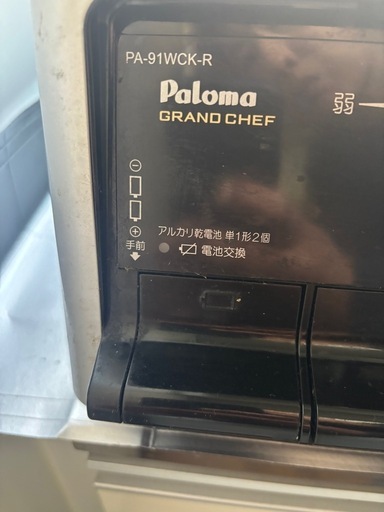 PA-91WCK-R
Paloma
弱
GRAND CHEF
⊖
⊕
手前
アルカリ乾電池 単1形2個
電池交換